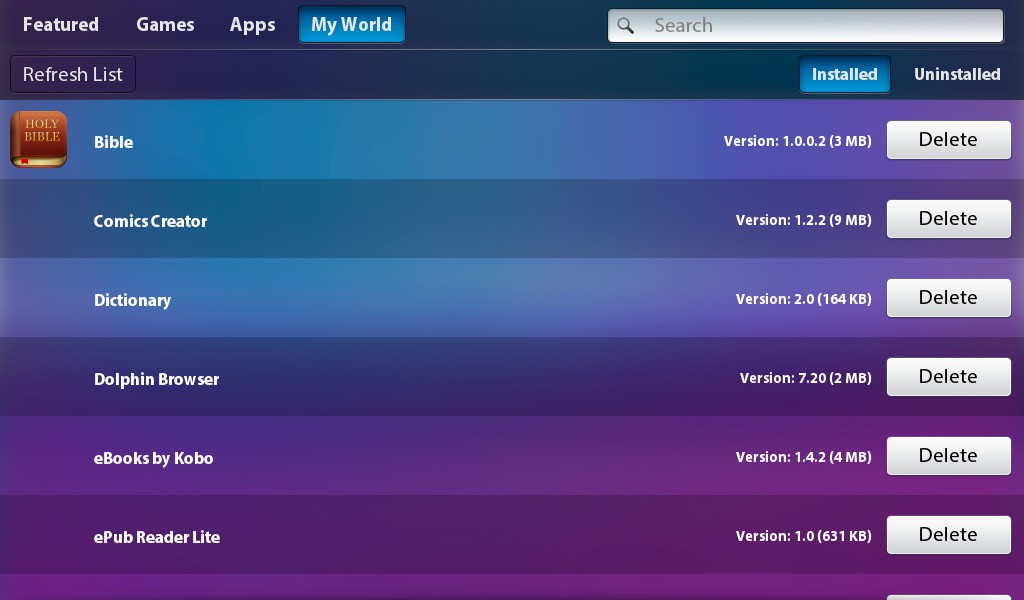 Featured Games Apps My World Search
Refresh List Installed Uninstalled
HOLY
BIBLE
Bible Version: 1.0.0.2 (3 MB) Delete
Comics Creator Version: 1.2.2 (9 MB) Delete
Dictionary Version: 2.0 (164 KB) Delete
Dolphin Browser Version: 7.20 (2 MB) Delete
eBooks by Kobo Version: 1.4.2 (4 MB) Delete
ePub Reader Lite Version: 1.0 (631 KB) Delete